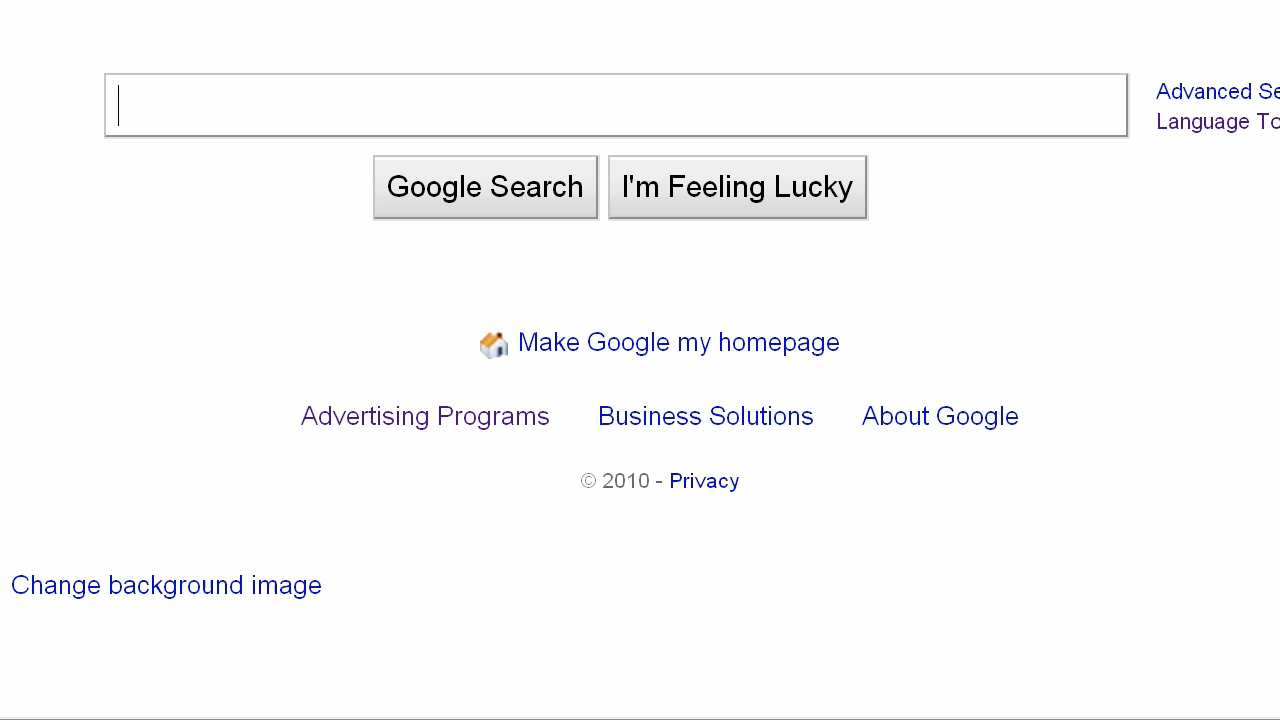 Advanced Se
Language To
Google Search I'm Feeling Lucky
Make Google my homepage
Advertising Programs Business Solutions About Google
© 2010 - Privacy
Change background image